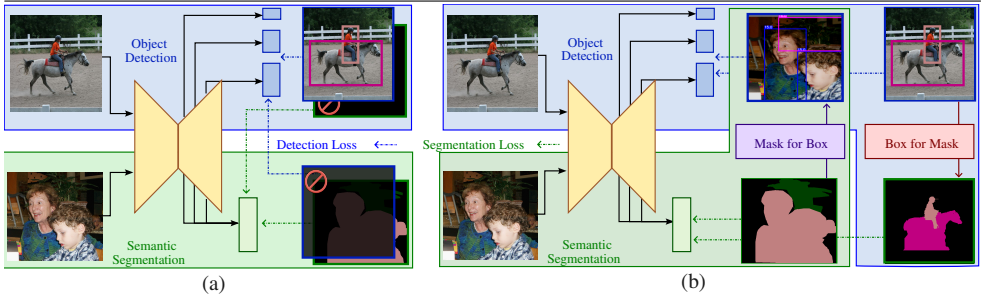 Object
Detection
Detection Loss
Semantic
Segmentation
(a)
Object
Detection
Segmentation Loss
Mask for Box
Box for Mask
Semantic
Segmentation
(b)